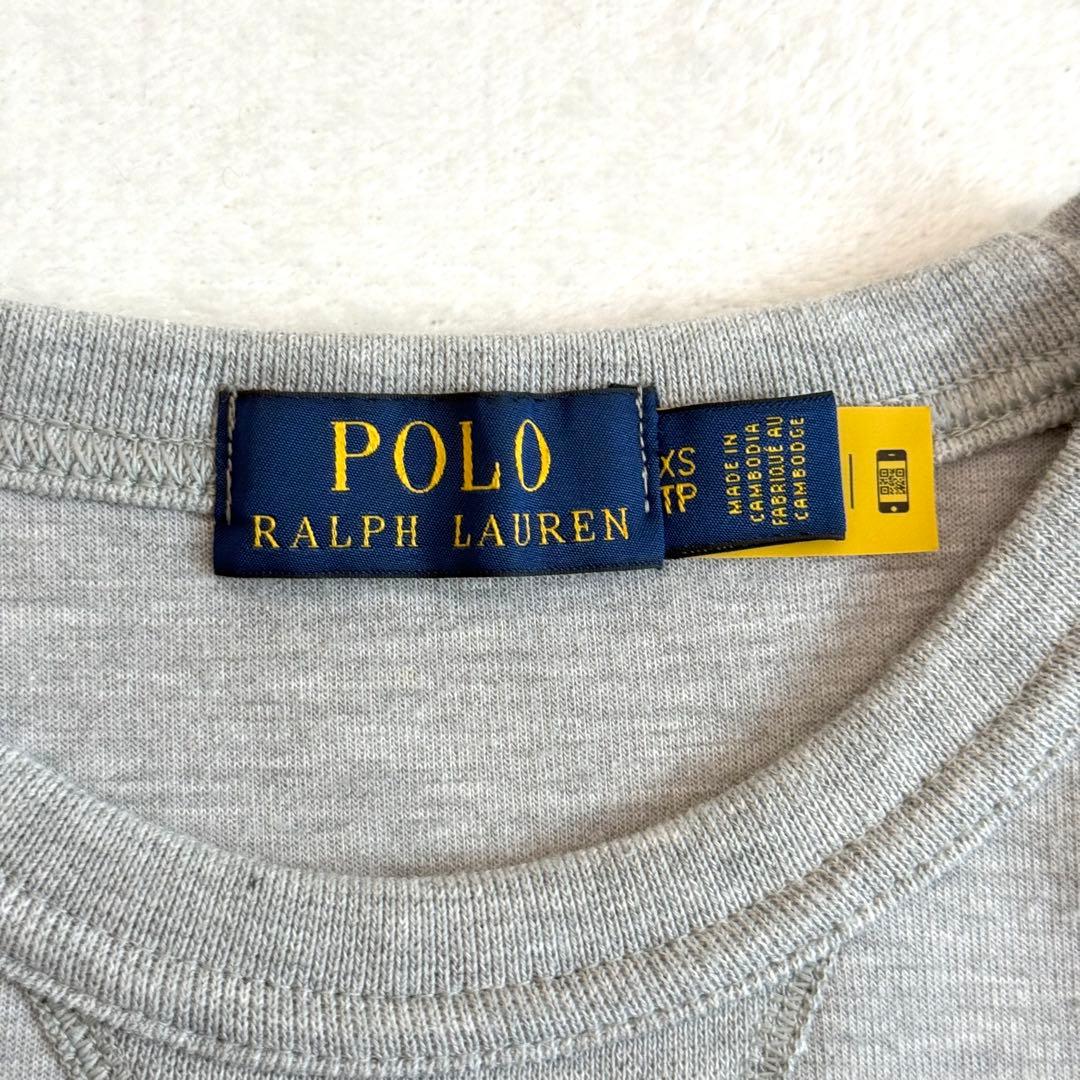 POLO
RALPH LAUREN
XS
TP
MADE IN
CAMBODIA
FABRIQUÉ AU
CAMBODGE